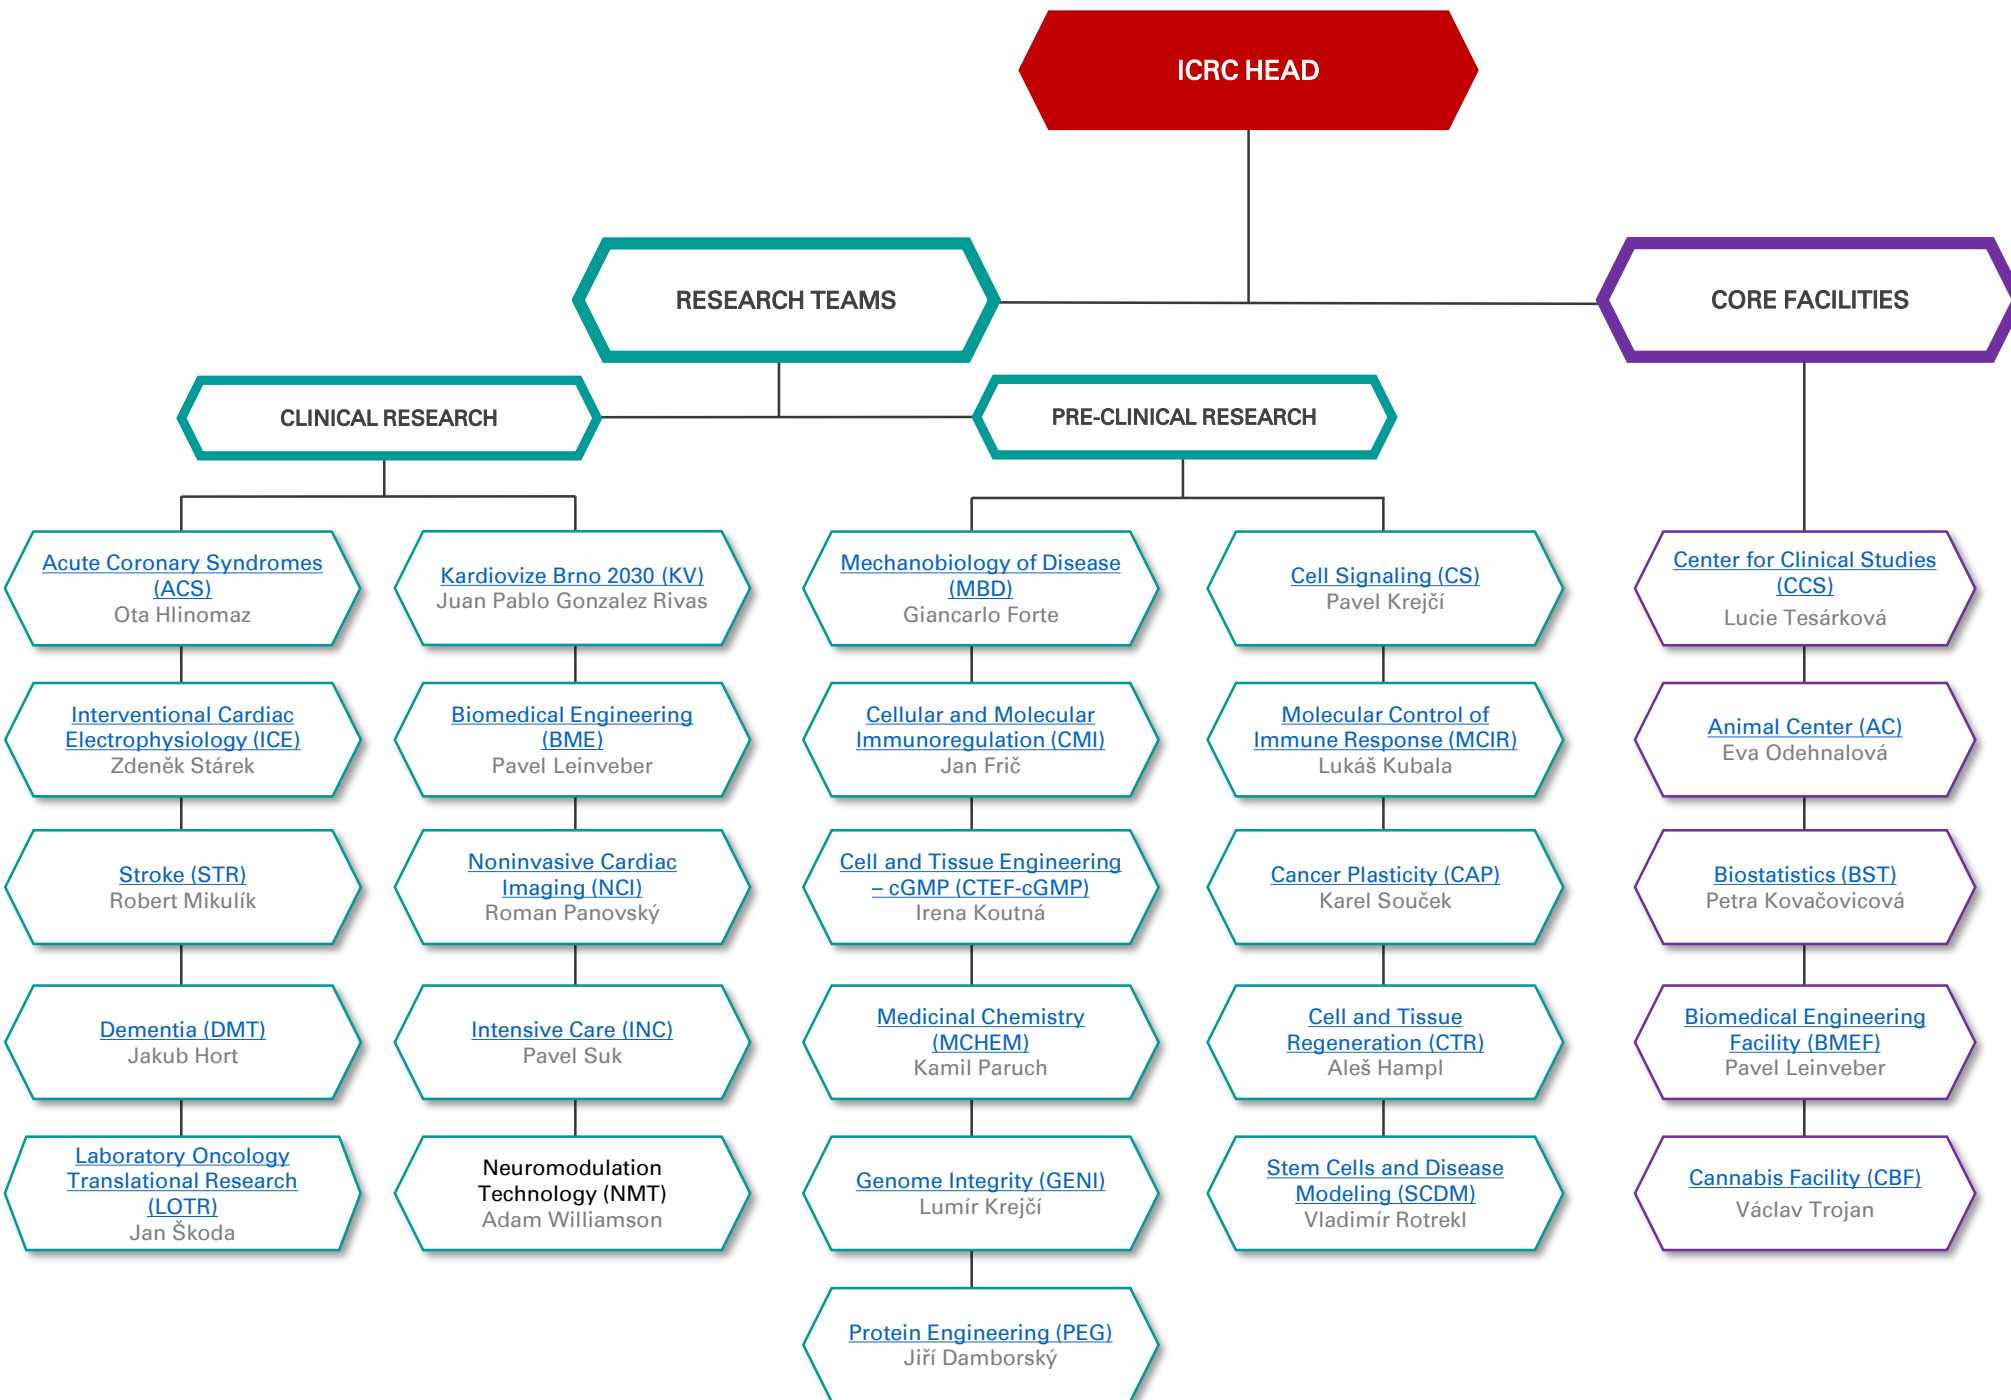 ICRC HEAD
RESEARCH TEAMS
CORE FACILITIES
CLINICAL RESEARCH
PRE-CLINICAL RESEARCH
Acute Coronary Syndromes
(ACS)
Ota Hlinomaz
Interventional Cardiac
Electrophysiology (ICE)
Zdeněk Stárek
Stroke (STR)
Robert Mikulík
Dementia (DMT)
Jakub Hort
Laboratory Oncology
Translational Research
(LOTR)
Jan Škoda
Kardiovize Brno 2030 (KV)
Juan Pablo Gonzalez Rivas
Biomedical Engineering
(BME)
Pavel Leinveber
Noninvasive Cardiac
Imaging (NCI)
Roman Panovský
Intensive Care (INC)
Pavel Suk
Neuromodulation
Technology (NMT)
Adam Williamson
Mechanobiology of Disease
(MBD)
Giancarlo Forte
Cellular and Molecular
Immunoregulation (CMI)
Jan Frič
Cell and Tissue Engineering
– cGMP (CTEF-cGMP)
Irena Koutná
Medicinal Chemistry
(MCHEM)
Kamil Paruch
Genome Integrity (GENI)
Lumír Krejčí
Protein Engineering (PEG)
Jiří Damborský
Cell Signaling (CS)
Pavel Krejčí
Molecular Control of
Immune Response (MCIR)
Lukáš Kubala
Cancer Plasticity (CAP)
Karel Souček
Cell and Tissue
Regeneration (CTR)
Aleš Hampl
Stem Cells and Disease
Modeling (SCDM)
Vladimír Rotrekl
Center for Clinical Studies
(CCS)
Lucie Tesárková
Animal Center (AC)
Eva Odehnalová
Biostatistics (BST)
Petra Kovačovicová
Biomedical Engineering
Facility (BMEF)
Pavel Leinveber
Cannabis Facility (CBF)
Václav Trojan